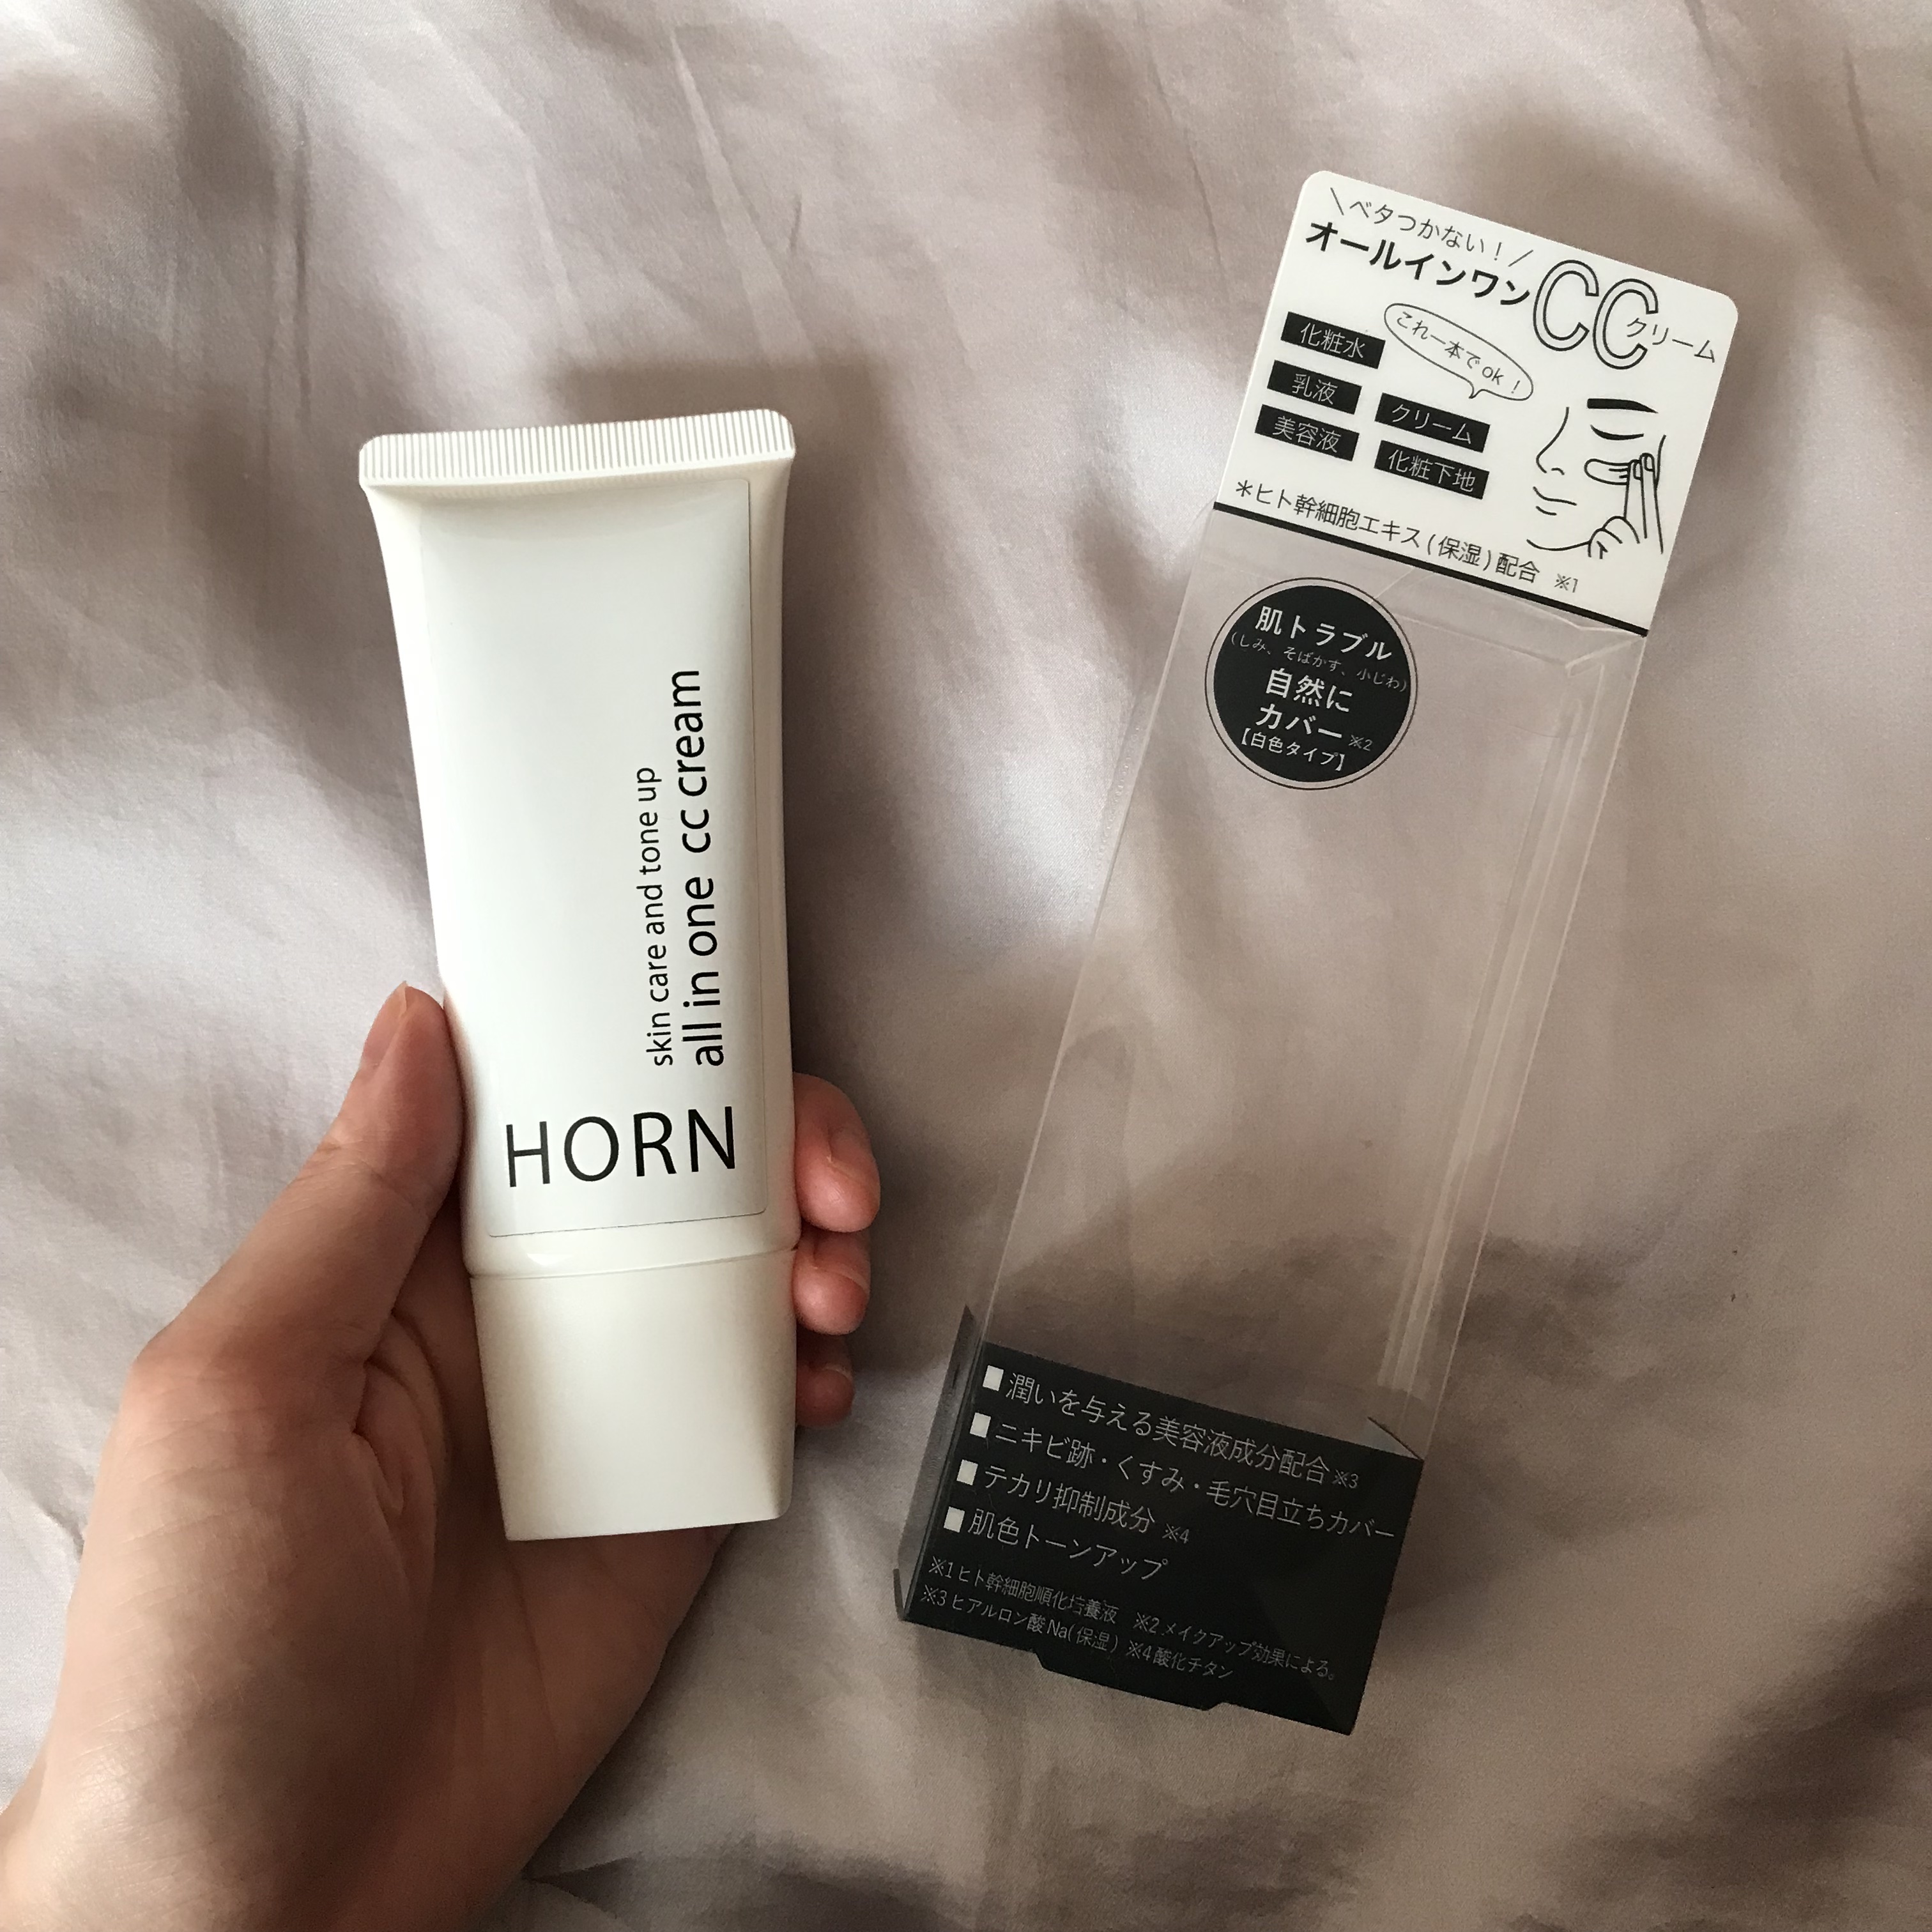 skin care and tone up
all in one cc cream
HORN
\ベタつかない!/
オールインワンCCクリーム
これ一本でok!
化粧水
乳液
クリーム
美容液
化粧下地
*ヒト幹細胞エキス(保湿)配合 ※1
肌トラブル
(しみ、そばかす、小じわ)
自然に
カバー※2
【白色タイプ】
■潤いを与える美容液成分配合※3
■ニキビ跡・くすみ・毛穴目立ちカバー
■テカリ抑制成分 ※4
■肌色トーンアップ
※1ヒト幹細胞順化培養液 ※2メイクアップ効果による。
※3ヒアルロン酸Na(保湿) ※4酸化チタン